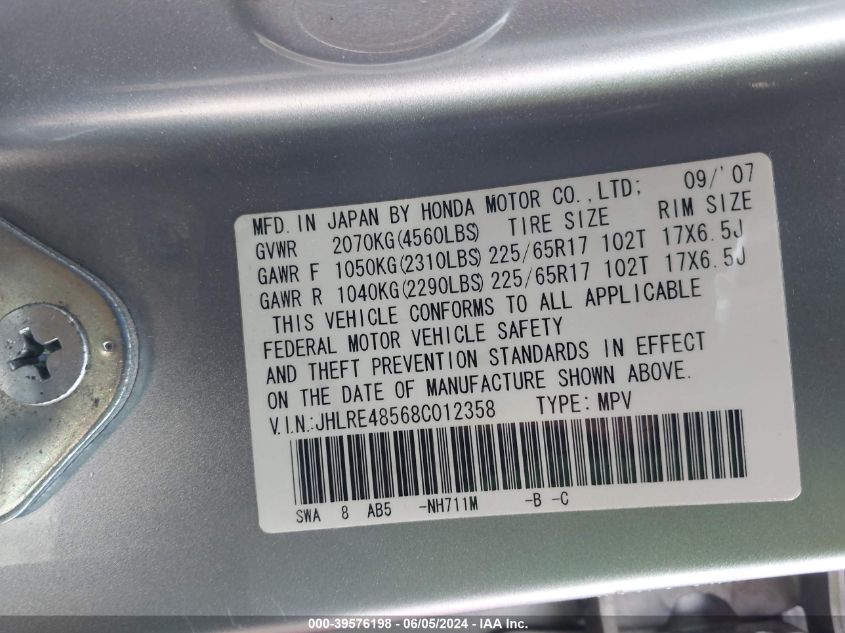 MFD. IN JAPAN BY HONDA MOTOR CO.,LTD; 09/'07
GVWR 2070KG(4560LBS) TIRE SIZE RIM SIZE
GAWR F 1050KG(2310LBS) 225/65R17 102T 17X6.5J
GAWR R 1040KG(2290LBS) 225/65R17 102T 17X6.5J
THIS VEHICLE CONFORMS TO ALL APPLICABLE
FEDERAL MOTOR VEHICLE SAFETY
AND THEFT PREVENTION STANDARDS IN EFFECT
ON THE DATE OF MANUFACTURE SHOWN ABOVE.
V.I.N.:JHLRE48568C012358 TYPE: MPV
SWA 8 AB5 -NH711M -B -C
000-39576198 - 06/05/2024 - IAA Inc.